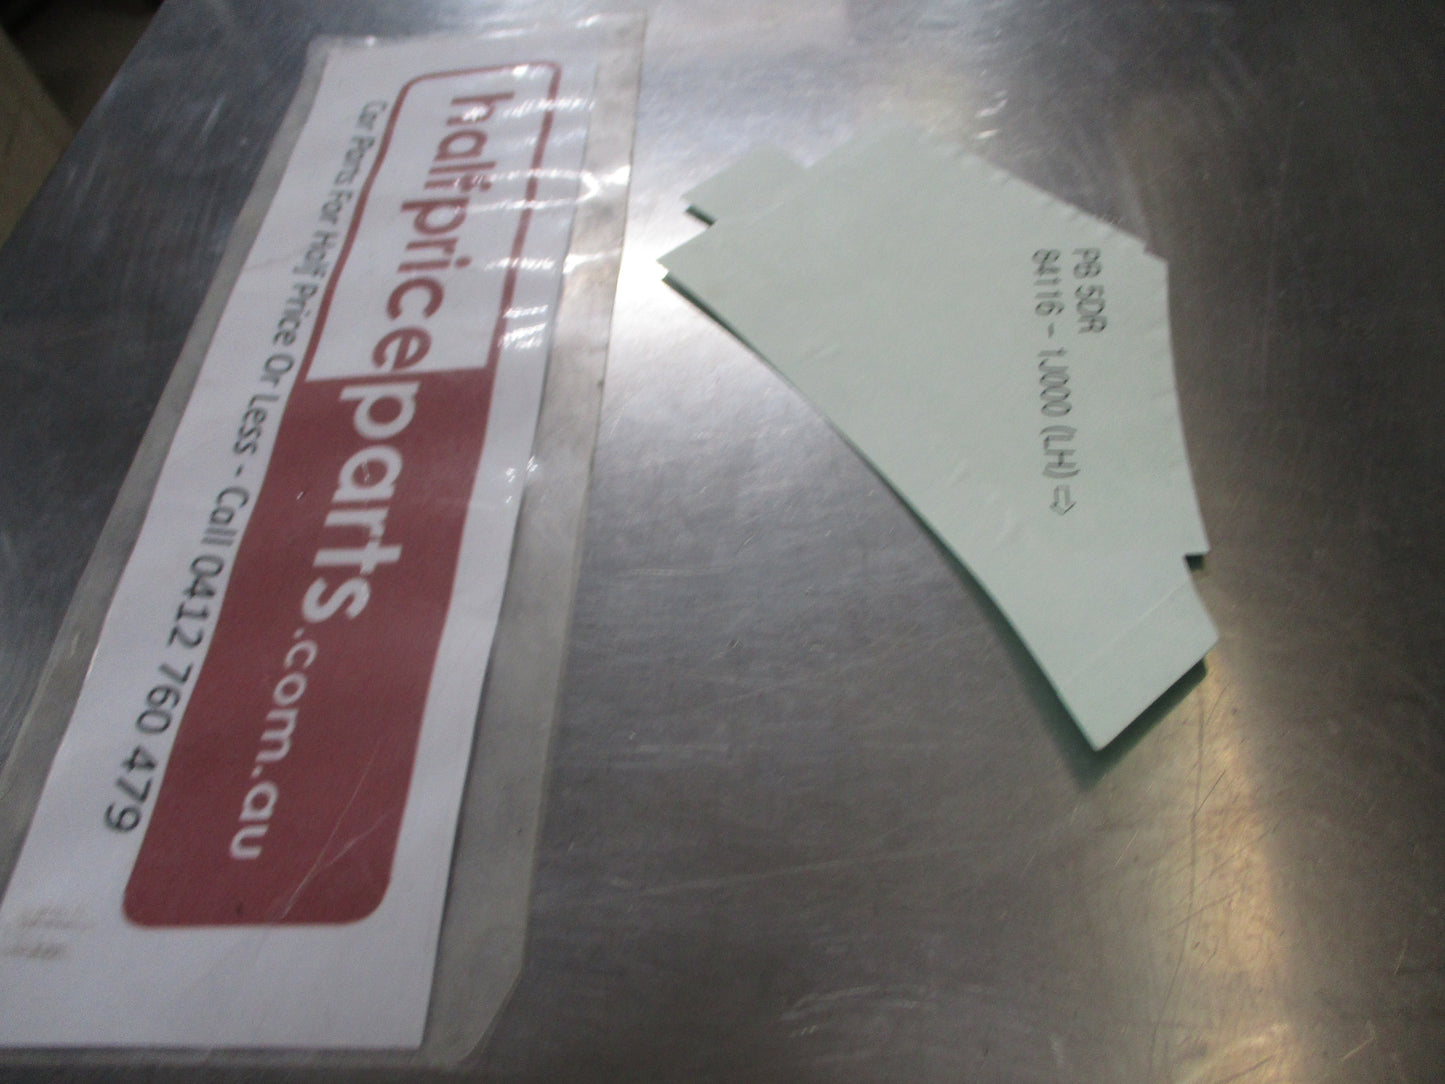 halfpriceparts.com.au
Car Parts For Half Price Or Less - Call 0412 760 479
PB 5DR
84116 - 1J000 (LH) ⇨